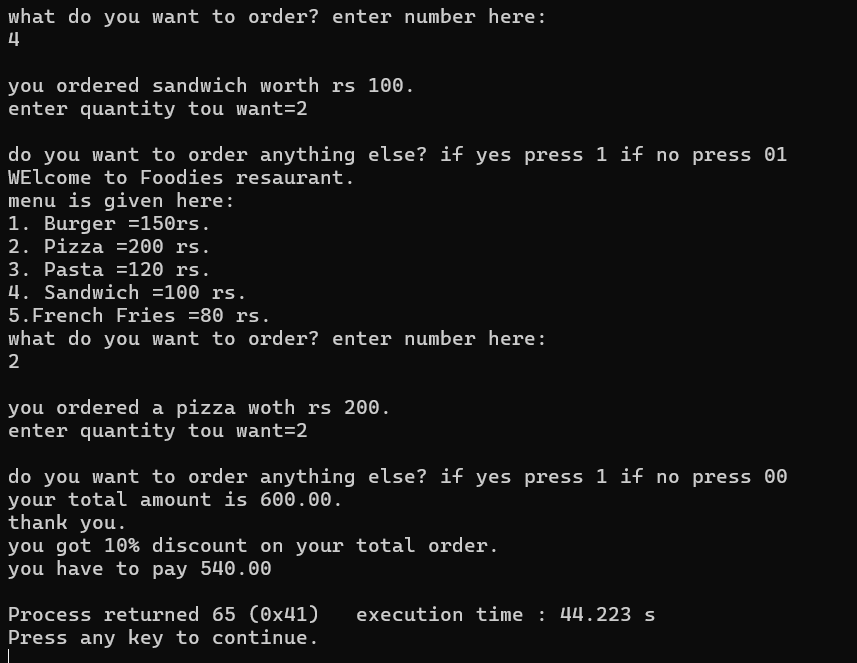 what do you want to order? enter number here:
4
you ordered sandwich worth rs 100.
enter quantity tou want=2
do you want to order anything else? if yes press 1 if no press 01
WElcome to Foodies resaurant.
menu is given here:
1. Burger =150rs.
2. Pizza =200 rs.
3. Pasta =120 rs.
4. Sandwich =100 rs.
5.French Fries =80 rs.
what do you want to order? enter number here:
2
you ordered a pizza woth rs 200.
enter quantity tou want=2
do you want to order anything else? if yes press 1 if no press 00
your total amount is 600.00.
thank you.
you got 10% discount on your total order.
you have to pay 540.00
Process returned 65 (0x41)   execution time : 44.223 s
Press any key to continue.